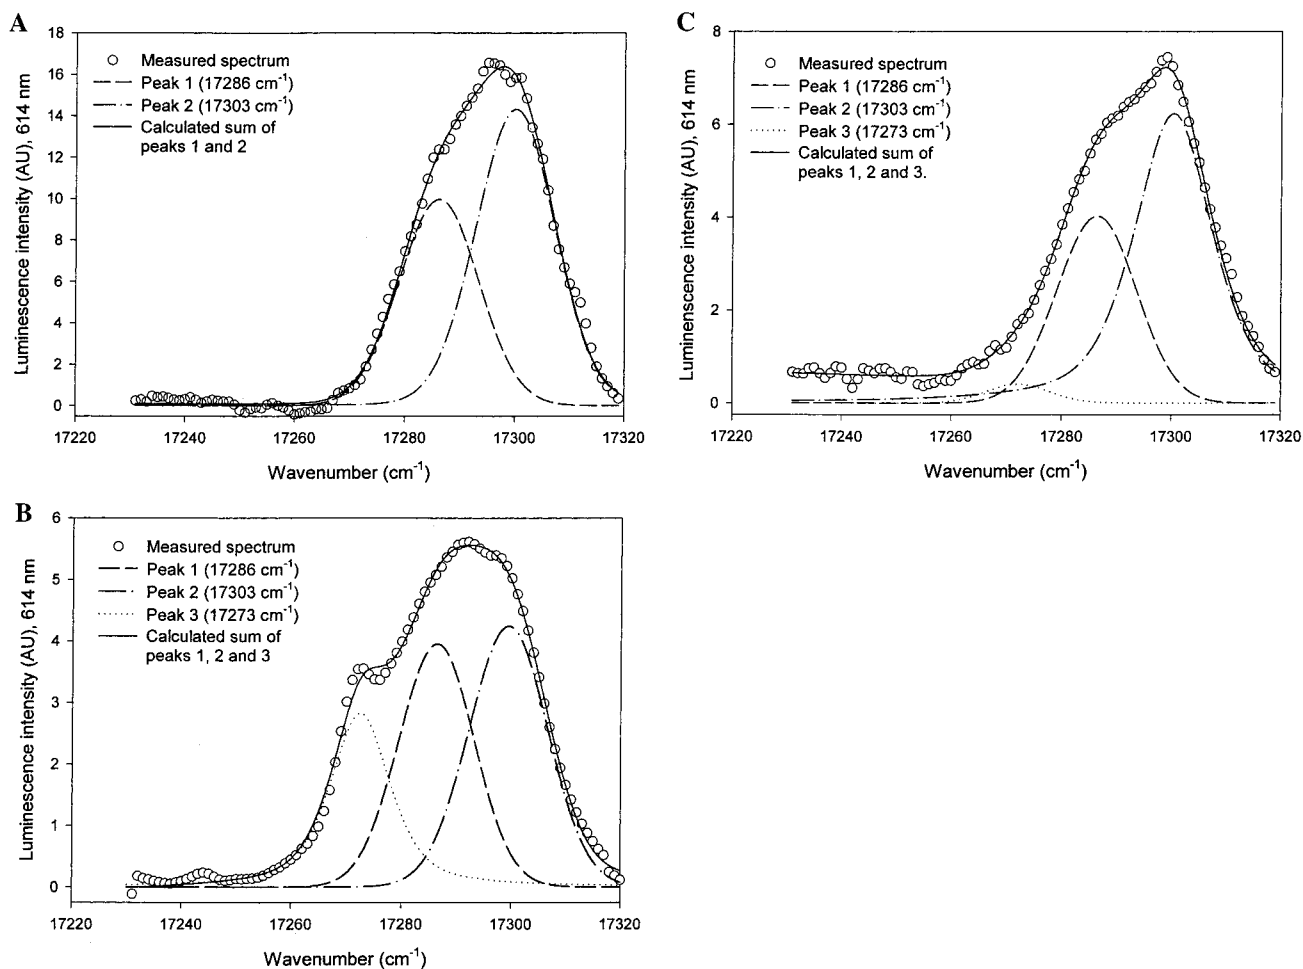 A
Luminescence intensity (AU), 614 nm
18
16
14
12
10
8
6
4
2
0
Measured spectrum
Peak 1 (17286 cm⁻¹)
Peak 2 (17303 cm⁻¹)
Calculated sum of
peaks 1 and 2
17220 17240 17260 17280 17300 17320
Wavenumber (cm⁻¹)
C
Luminenscence intensity (AU), 614 nm
8
6
4
2
0
Measured spectrum
Peak 1 (17286 cm⁻¹)
Peak 2 (17303 cm⁻¹)
Peak 3 (17273 cm⁻¹)
Calculated sum of
peaks 1, 2 and 3.
17220 17240 17260 17280 17300 17320
Wavenumber (cm⁻¹)
B
Luminescence intensity (AU), 614 nm
6
5
4
3
2
1
0
Measured spectrum
Peak 1 (17286 cm⁻¹)
Peak 2 (17303 cm⁻¹)
Peak 3 (17273 cm⁻¹)
Calculated sum of
peaks 1, 2 and 3
17220 17240 17260 17280 17300 17320
Wavenumber (cm⁻¹)